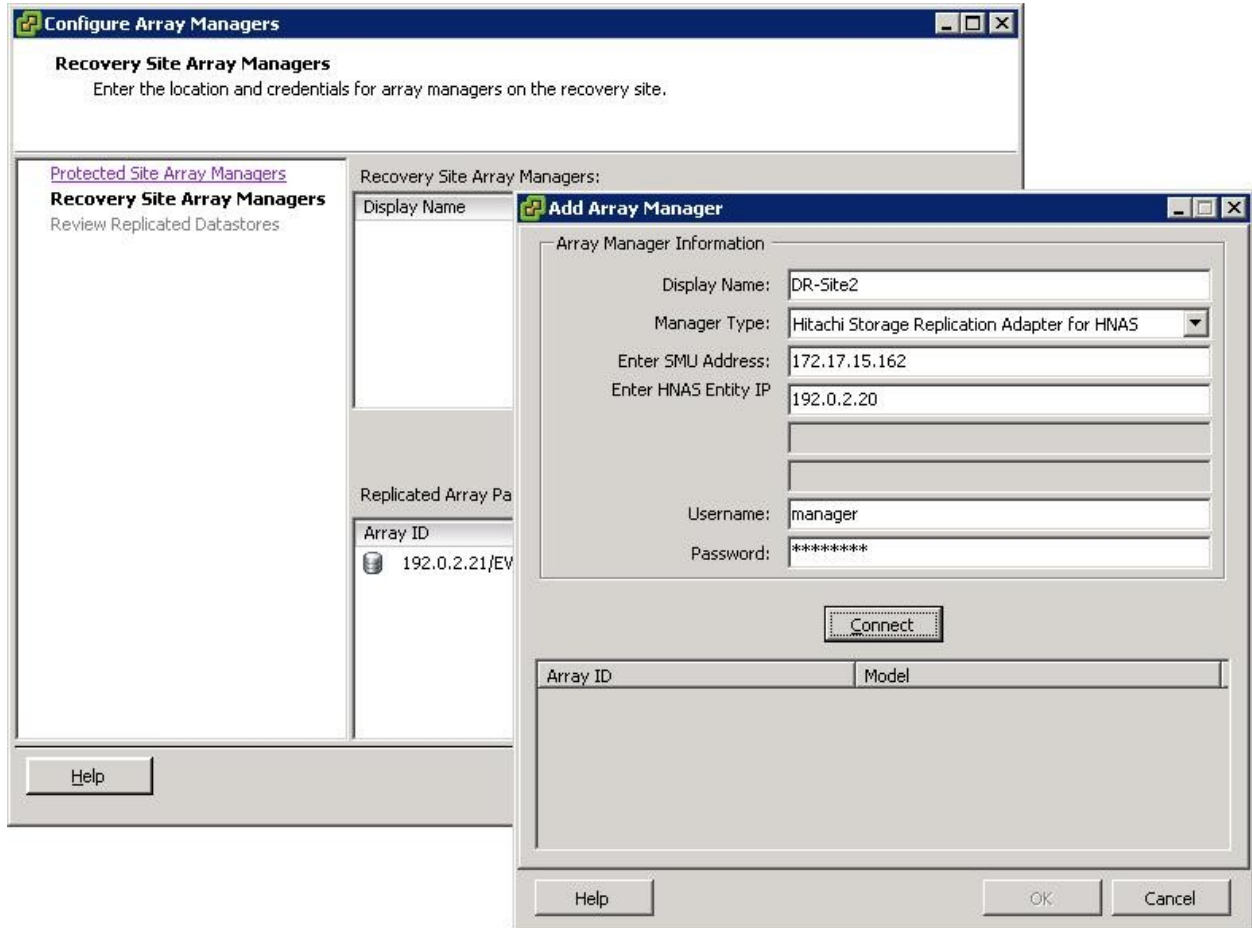 Configure Array Managers
Recovery Site Array Managers
Enter the location and credentials for array managers on the recovery site.
Protected Site Array Managers
Recovery Site Array Managers
Review Replicated Datastores
Recovery Site Array Managers:
Display Name
Replicated Array Pa
Array ID
192.0.2.21/EV
Help
Add Array Manager
Array Manager Information
Display Name: DR-Site2
Manager Type: Hitachi Storage Replication Adapter for HNAS
Enter SMU Address: 172.17.15.162
Enter HNAS Entity IP 192.0.2.20
Username: manager
Password: ********
Connect
Array ID Model
Help OK Cancel